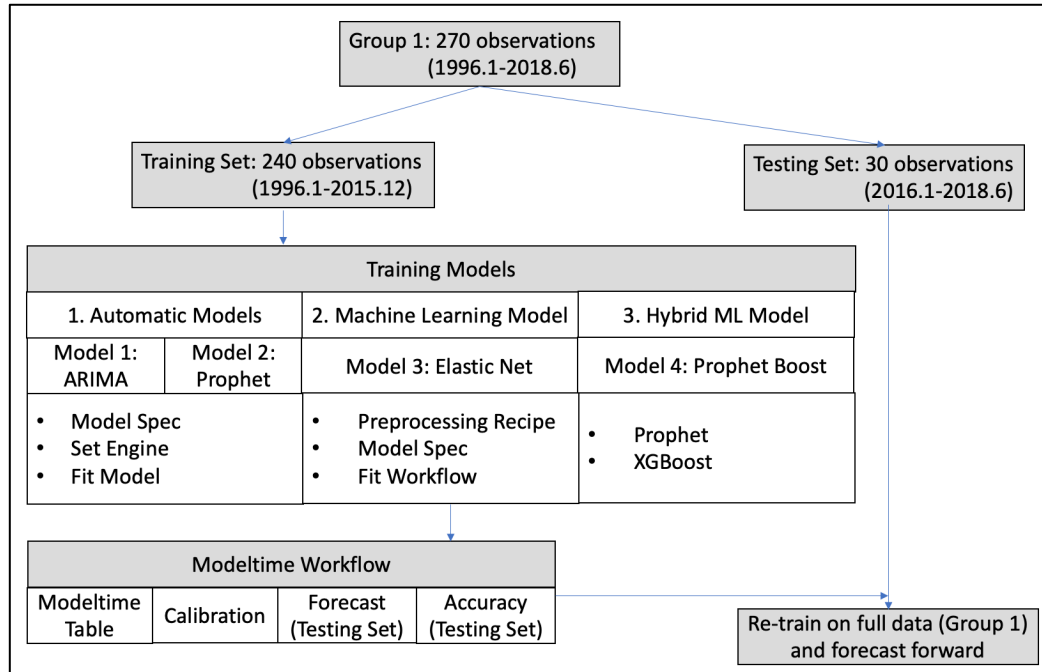 Group 1: 270 observations
(1996.1-2018.6)
Training Set: 240 observations
(1996.1-2015.12)
Testing Set: 30 observations
(2016.1-2018.6)
Training Models
1. Automatic Models
2. Machine Learning Model
3. Hybrid ML Model
Model 1:
ARIMA
Model 2:
Prophet
Model 3: Elastic Net
Model 4: Prophet Boost
• Model Spec
• Set Engine
• Fit Model
• Preprocessing Recipe
• Model Spec
• Fit Workflow
• Prophet
• XGBoost
Modeltime Workflow
Modeltime
Table
Calibration
Forecast
(Testing Set)
Accuracy
(Testing Set)
Re-train on full data (Group 1)
and forecast forward